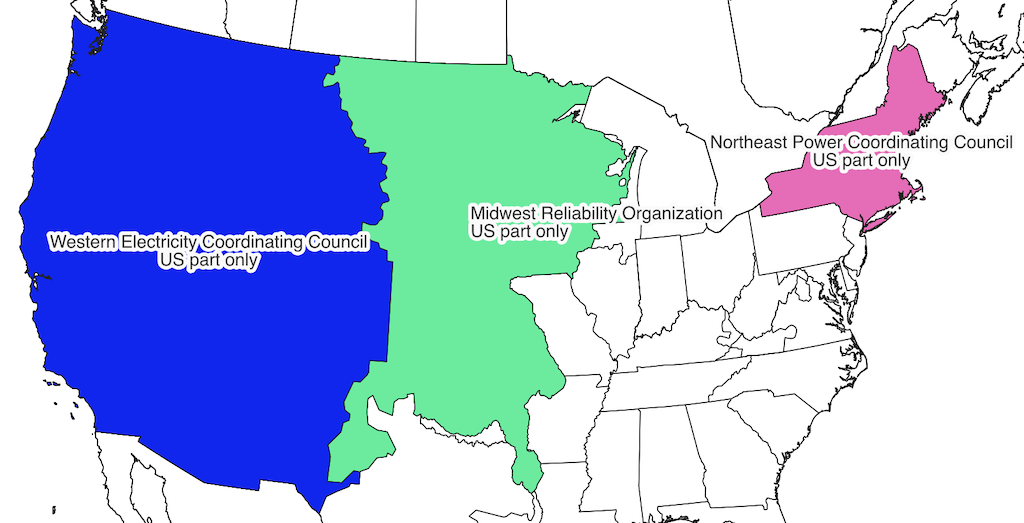 Northeast Power Coordinating Council
US part only
Midwest Reliability Organization
US part only
Western Electricity Coordinating Council
US part only